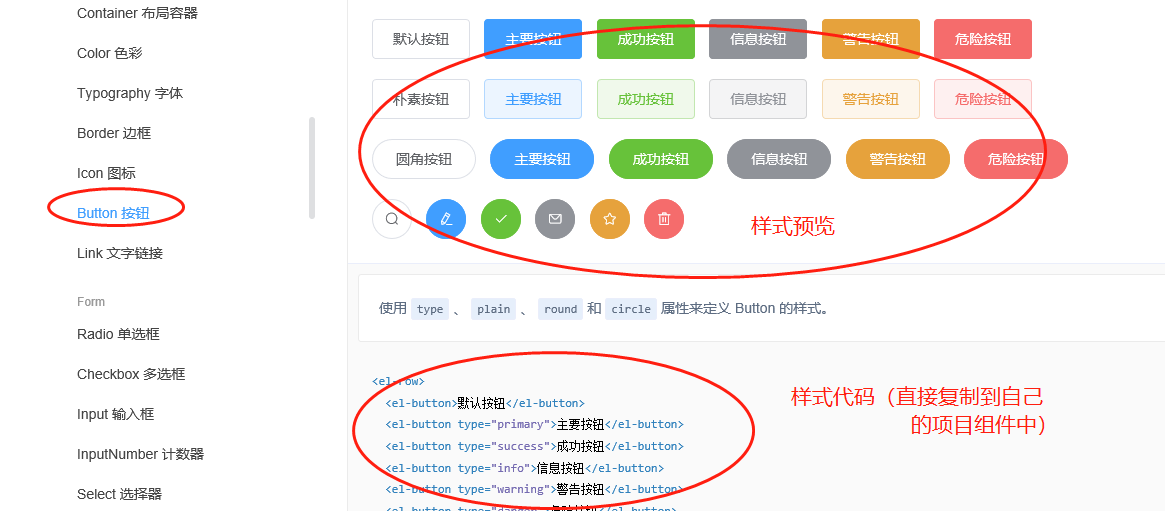 Container 布局容器
Color 色彩
Typography 字体
Border 边框
Icon 图标
Button 按钮
Link 文字链接
Form
Radio 单选框
Checkbox 多选框
Input 输入框
InputNumber 计数器
Select 选择器
默认按钮 主要按钮 成功按钮 信息按钮 警告按钮 危险按钮
朴素按钮 主要按钮 成功按钮 信息按钮 警告按钮 危险按钮
圆角按钮 主要按钮 成功按钮 信息按钮 警告按钮 危险按钮
样式预览
使用 type 、 plain 、 round 和 circle 属性来定义 Button 的样式。
<el-row>
<el-button>默认按钮</el-button>
<el-button type="primary">主要按钮</el-button>
<el-button type="success">成功按钮</el-button>
<el-button type="info">信息按钮</el-button>
<el-button type="warning">警告按钮</el-button>
样式代码（直接复制到自己
的项目组件中）